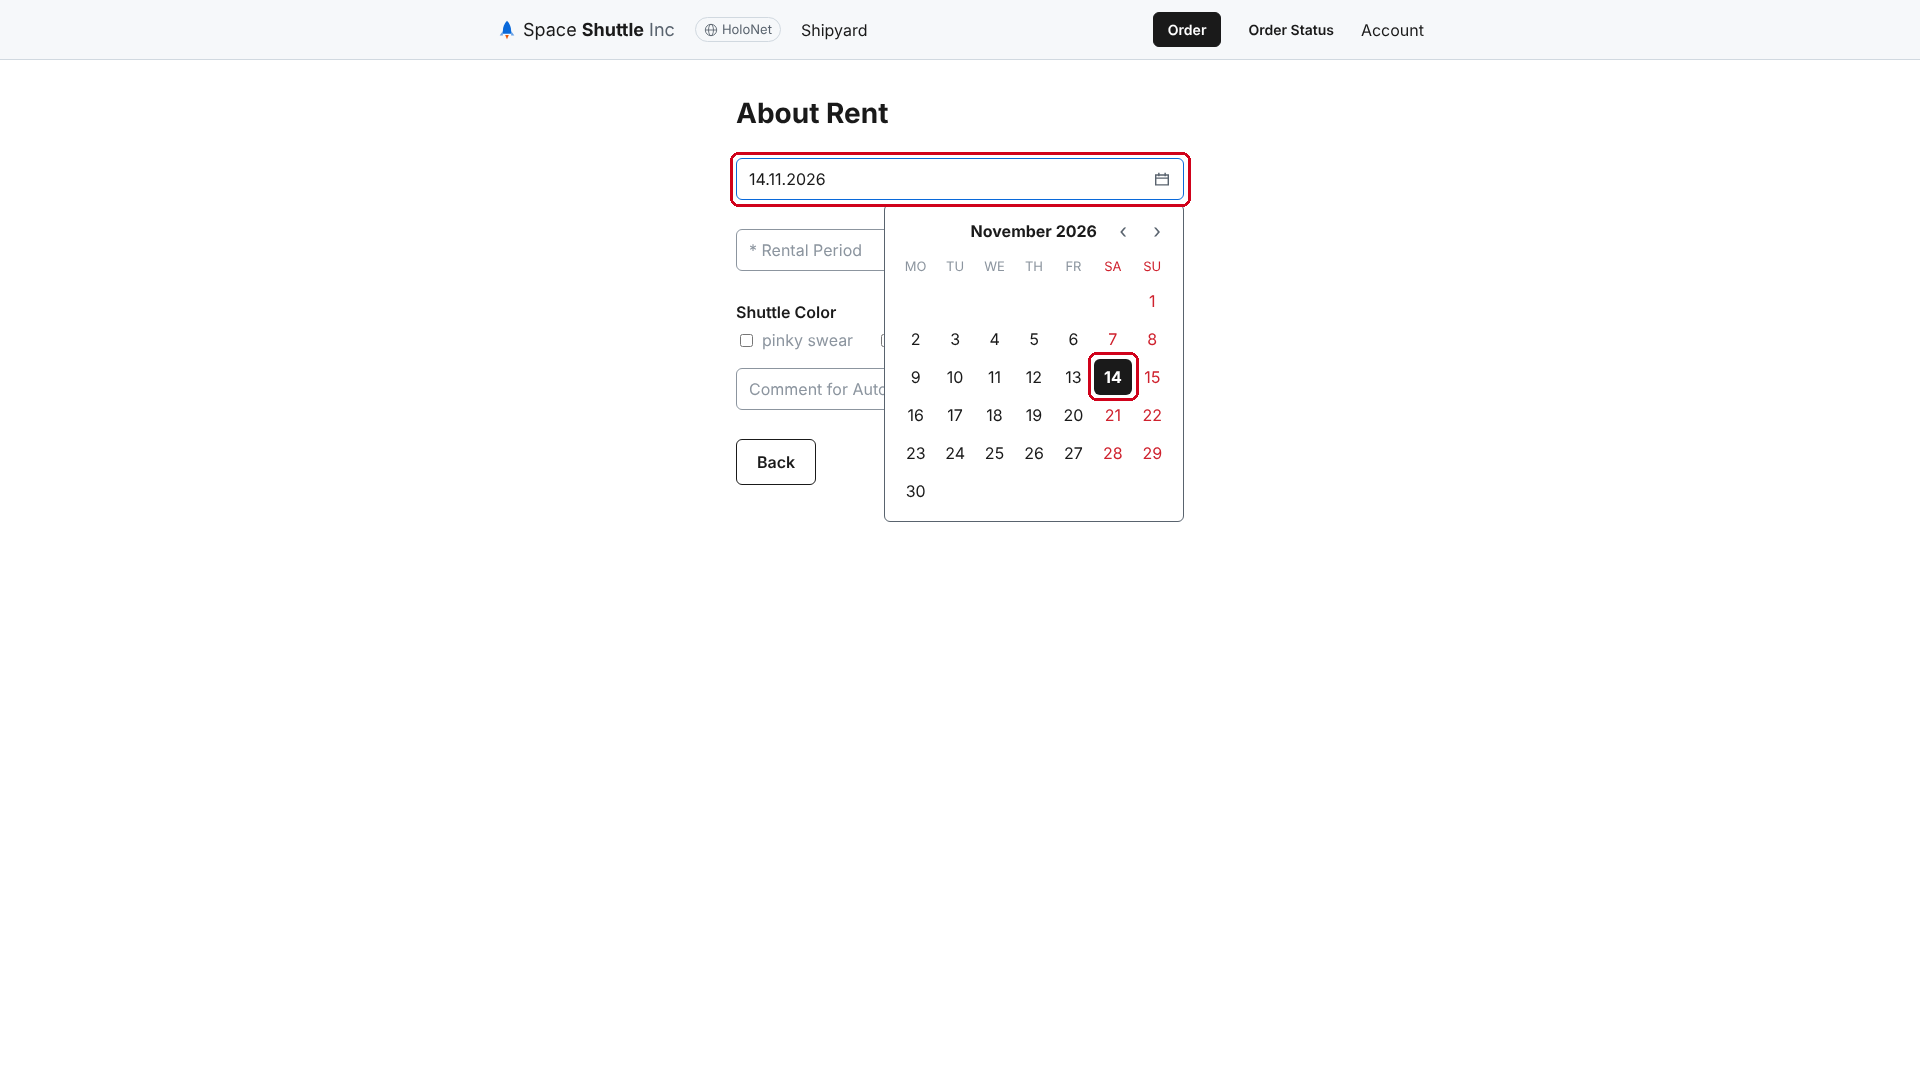 Space Shuttle Inc HoloNet Shipyard Order Order Status Account
About Rent
14.11.2026
November 2026
MO TU WE TH FR SA SU
1
2 3 4 5 6 7 8
9 10 11 12 13 14 15
16 17 18 19 20 21 22
23 24 25 26 27 28 29
30
* Rental Period
Shuttle Color
pinky swear
Comment for Auto
Back